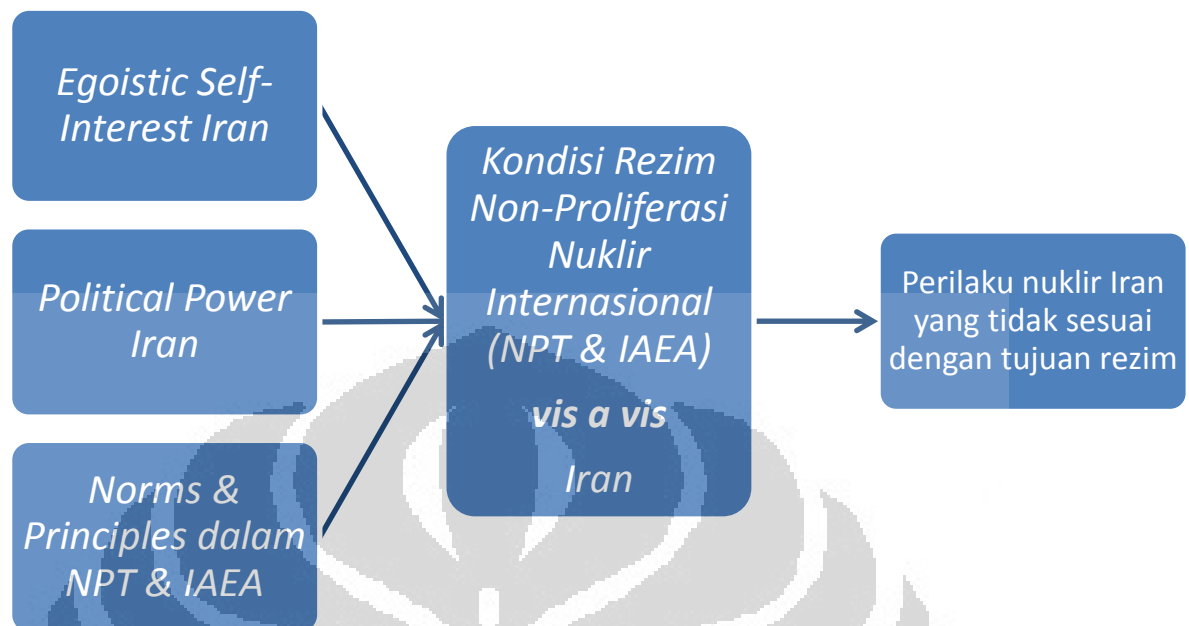 Egoistic Self-
Interest Iran
Political Power
Iran
Norms &
Principles dalam
NPT & IAEA
Kondisi Rezim
Non-Proliferasi
Nuklir
Internasional
(NPT & IAEA)
vis a vis
Iran
Perilaku nuklir Iran
yang tidak sesuai
dengan tujuan rezim